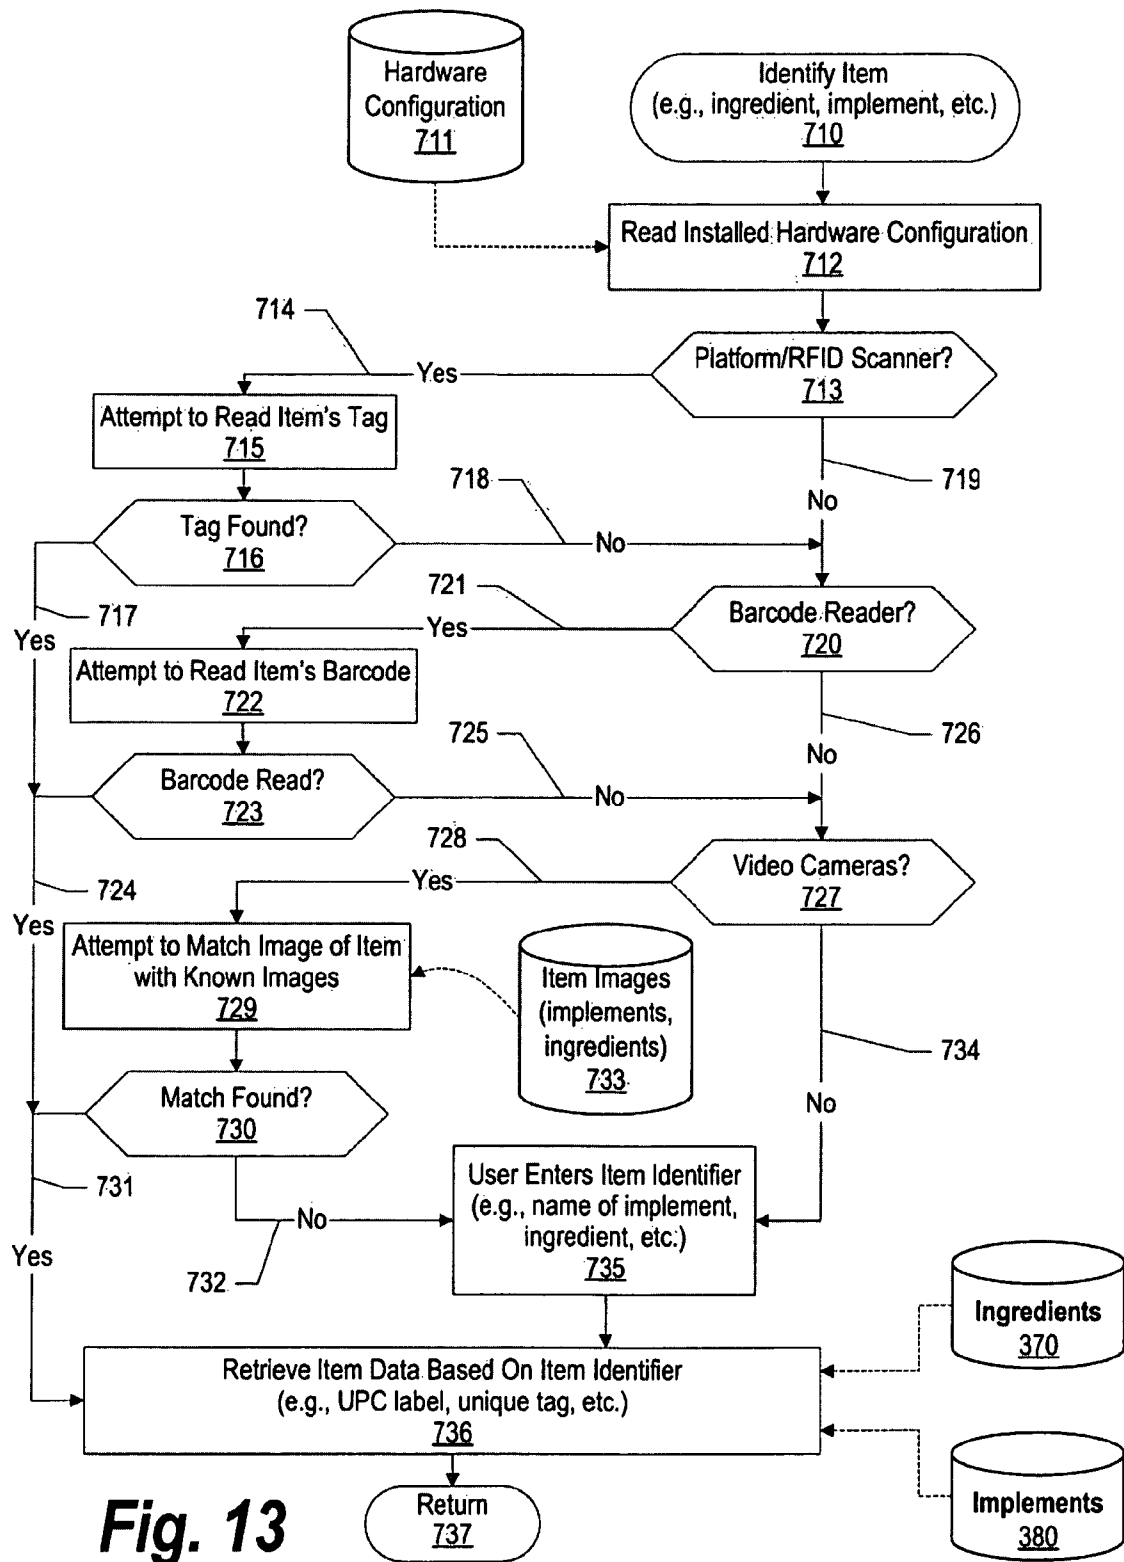 Hardware
Configuration
711
Identify Item
(e.g., ingredient, implement, etc.)
710
Read Installed Hardware Configuration
712
714
Yes
Platform/RFID Scanner?
713
Attempt to Read Item's Tag
715
718
719
No
Tag Found?
716
No
717
721
Yes
Barcode Reader?
720
Yes
Attempt to Read Item's Barcode
722
725
726
No
Barcode Read?
723
No
728
Yes
Video Cameras?
727
724
Yes
Attempt to Match Image of Item
with Known Images
729
Item Images
(implements,
ingredients)
733
734
No
Match Found?
730
731
User Enters Item Identifier
(e.g., name of implement,
ingredient, etc.)
735
No
732
Yes
Ingredients
370
Retrieve Item Data Based On Item Identifier
(e.g., UPC label, unique tag, etc.)
736
Implements
380
Return
737
Fig. 13